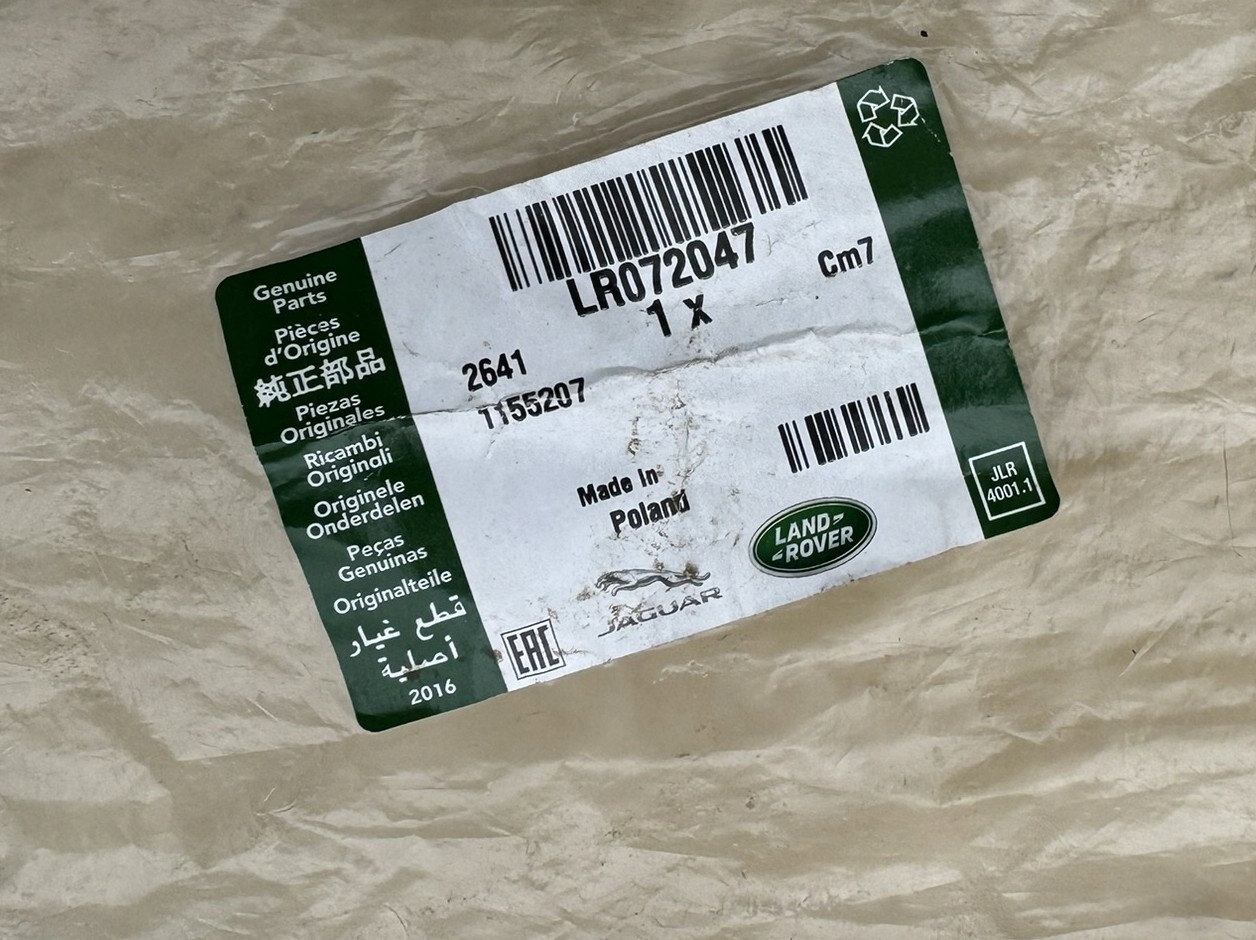 Genuine
Parts
Pièces
d'Origine
純正部品
Piezas
Originales
Ricambi
Originali
Originele
Onderdelen
Peças
Genuinas
Originalteile
قطع غيار
أصلية
2016
LR072047
1 X
Cm7
2641
1155207
Made In
Poland
JAGUAR
LAND
ROVER
EAC
JLR
4001.1